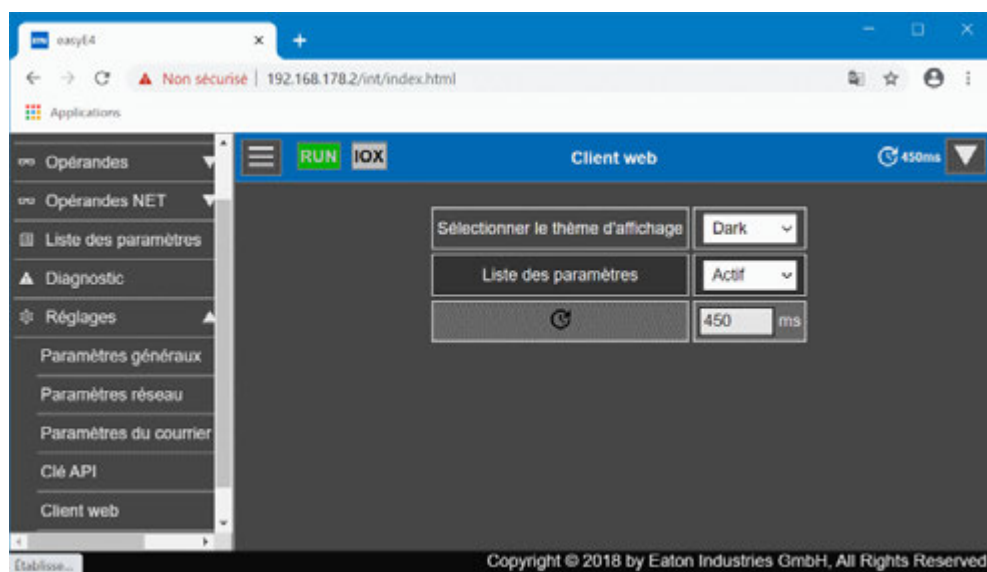 easyE4
Non sécurisé | 192.168.178.2/int/index.html
Applications
Opérandes
Opérandes NET
Liste des paramètres
Diagnostic
Réglages
Paramètres généraux
Paramètres réseau
Paramètres du courrier
Clé API
Client web
RUN IOX Client web 450ms
Sélectionner le thème d'affichage Dark
Liste des paramètres Actif
450 ms
Établisse...
Copyright © 2018 by Eaton Industries GmbH, All Rights Reserved